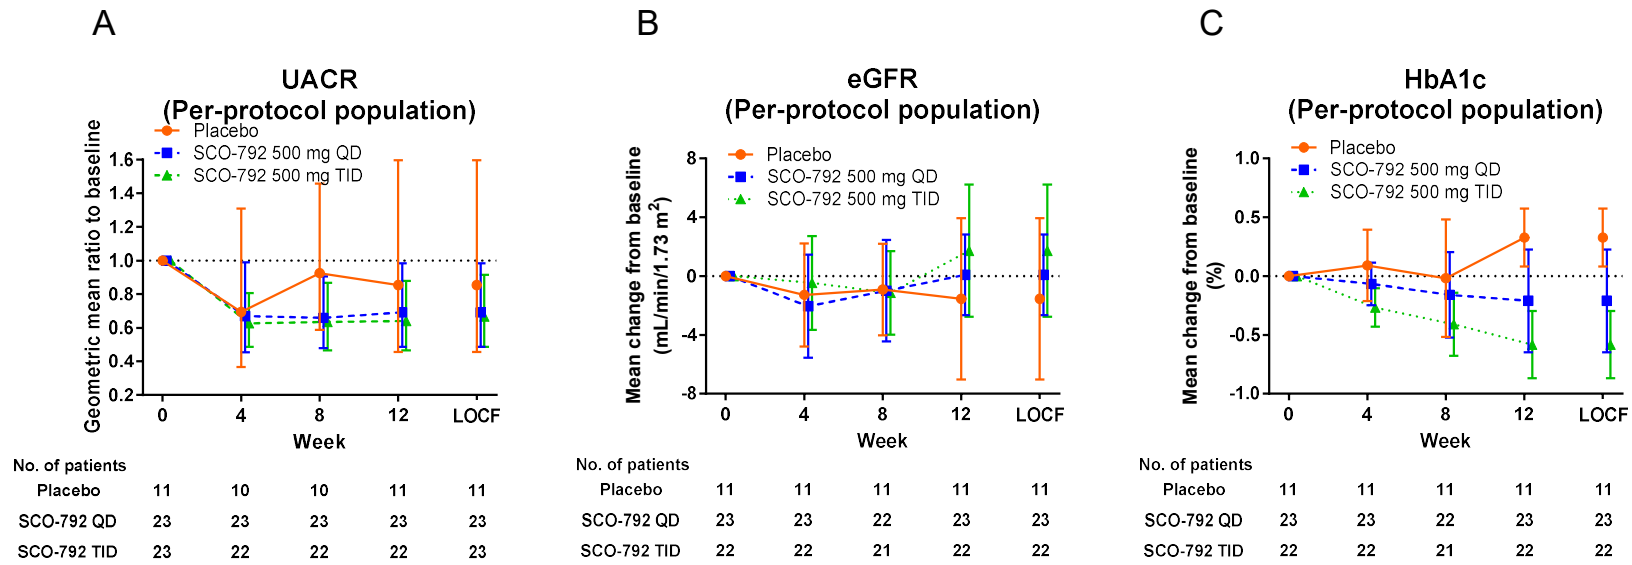 A
UACR
(Per-protocol population)
Placebo
SCO-792 500 mg QD
SCO-792 500 mg TID
Geometric mean ratio to baseline
1.6
1.4
1.2
1.0
0.8
0.6
0.4
0.2
0 4 8 12 LOCF
Week
No. of patients
Placebo 11 10 10 11 11
SCO-792 QD 23 23 23 23 23
SCO-792 TID 23 22 22 22 23
B
eGFR
(Per-protocol population)
Placebo
SCO-792 500 mg QD
SCO-792 500 mg TID
Mean change from baseline
(mL/min/1.73 m²)
8
4
0
-4
-8
0 4 8 12 LOCF
Week
No. of patients
Placebo 11 11 11 11 11
SCO-792 QD 23 23 22 23 23
SCO-792 TID 22 22 21 22 22
C
HbA1c
(Per-protocol population)
Placebo
SCO-792 500 mg QD
SCO-792 500 mg TID
Mean change from baseline
(%)
1.0
0.5
0.0
-0.5
-1.0
0 4 8 12 LOCF
Week
No. of patients
Placebo 11 11 11 11 11
SCO-792 QD 23 23 22 23 23
SCO-792 TID 22 22 21 22 22